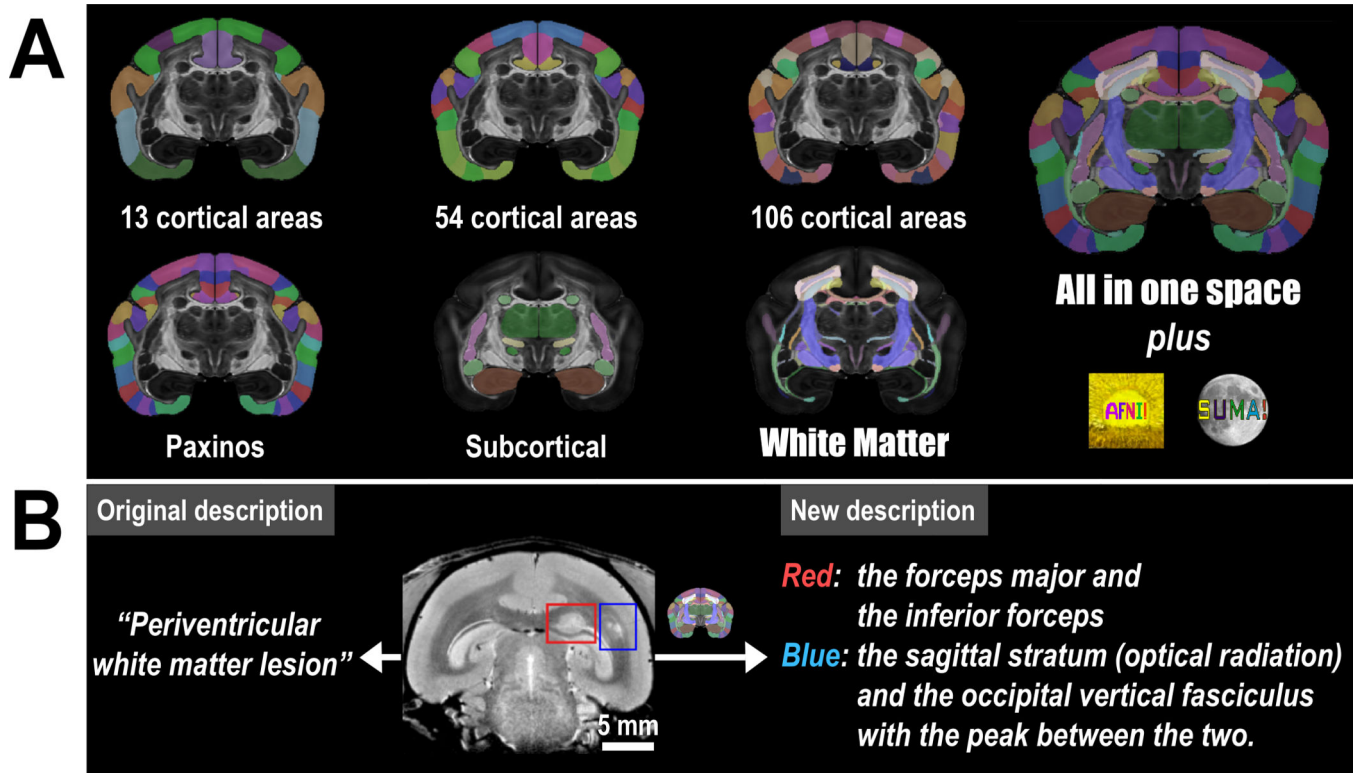 A
13 cortical areas
54 cortical areas
106 cortical areas
Paxinos
Subcortical
White Matter
All in one space
plus
AFNI!
SUMA!
B
Original description
New description
“Periventricular
white matter lesion”
5 mm
Red: the forceps major and
the inferior forceps
Blue: the sagittal stratum (optical radiation)
and the occipital vertical fasciculus
with the peak between the two.